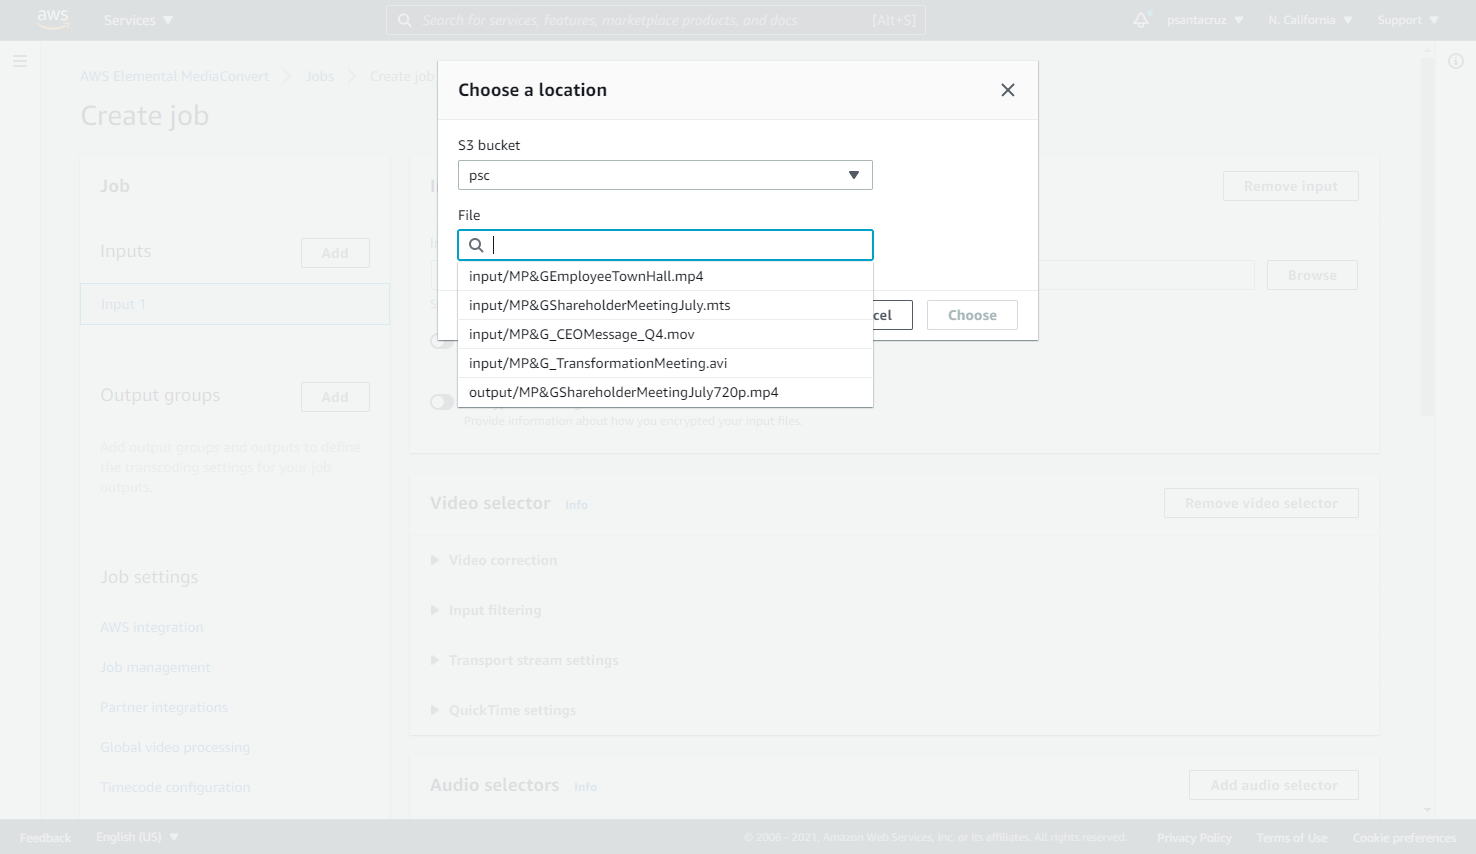 aws Services Search for services, features, marketplace products, and docs [Alt+S] psantacruz N. California Support
AWS Elemental MediaConvert Jobs Create job
Create job
Choose a location
S3 bucket
psc
File
input/MP&GEmployeeTownHall.mp4
input/MP&GShareholderMeetingJuly.mts
input/MP&G_CEOMessage_Q4.mov
input/MP&G_TransformationMeeting.avi
output/MP&GShareholderMeetingJuly720p.mp4
cel Choose
Job
Inputs Add
Input 1
Output groups Add
Add output groups and outputs to define
the transcoding settings for your job
outputs.
Job settings
AWS integration
Job management
Partner integrations
Global video processing
Timecode configuration
Remove input
Browse
Provide information about how you encrypted your input files.
Video selector Info Remove video selector
Video correction
Input filtering
Transport stream settings
QuickTime settings
Audio selectors Info Add audio selector
Feedback English (US) © 2008 - 2021, Amazon Web Services, Inc. or its affiliates. All rights reserved. Privacy Policy Terms of Use Cookie preferences